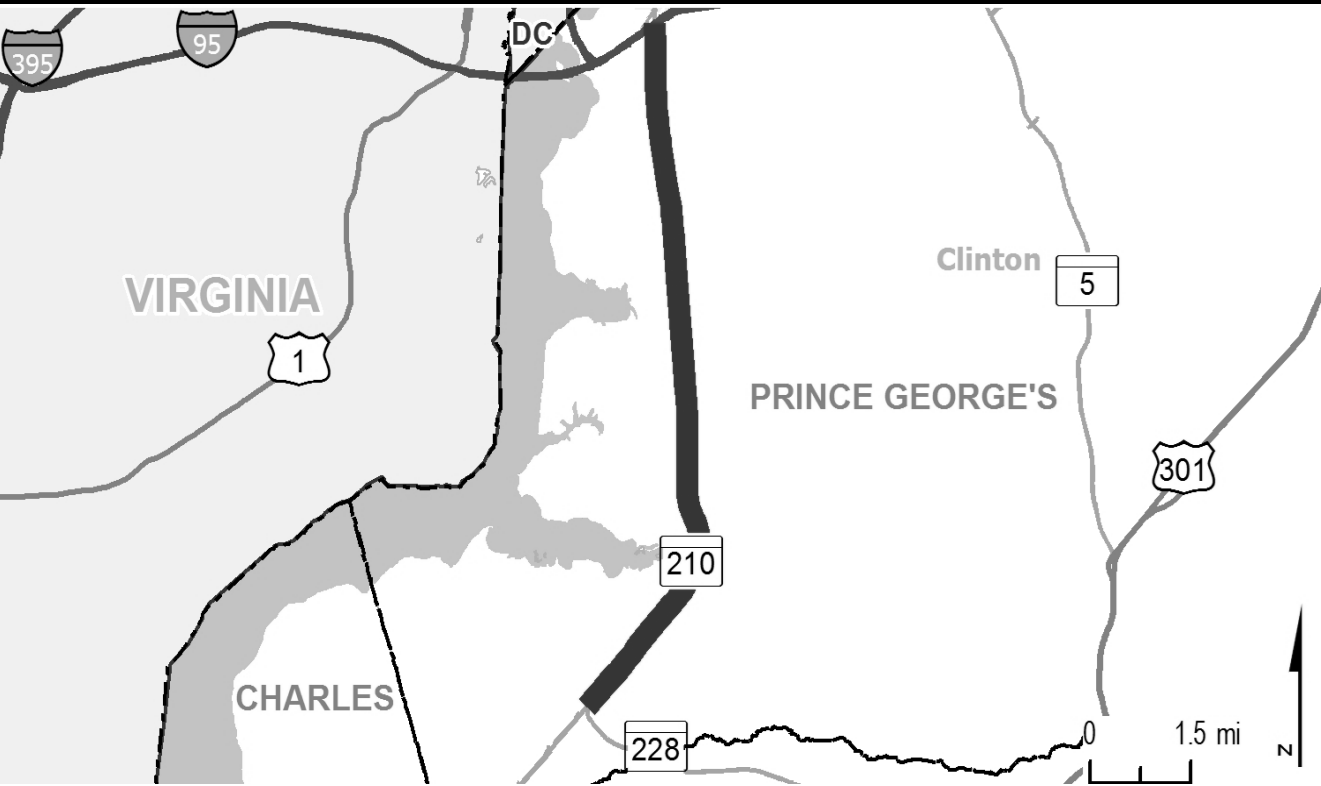 DC
95
395
Clinton
5
VIRGINIA
1
PRINCE GEORGE'S
301
210
CHARLES
228
0 1.5 mi
N